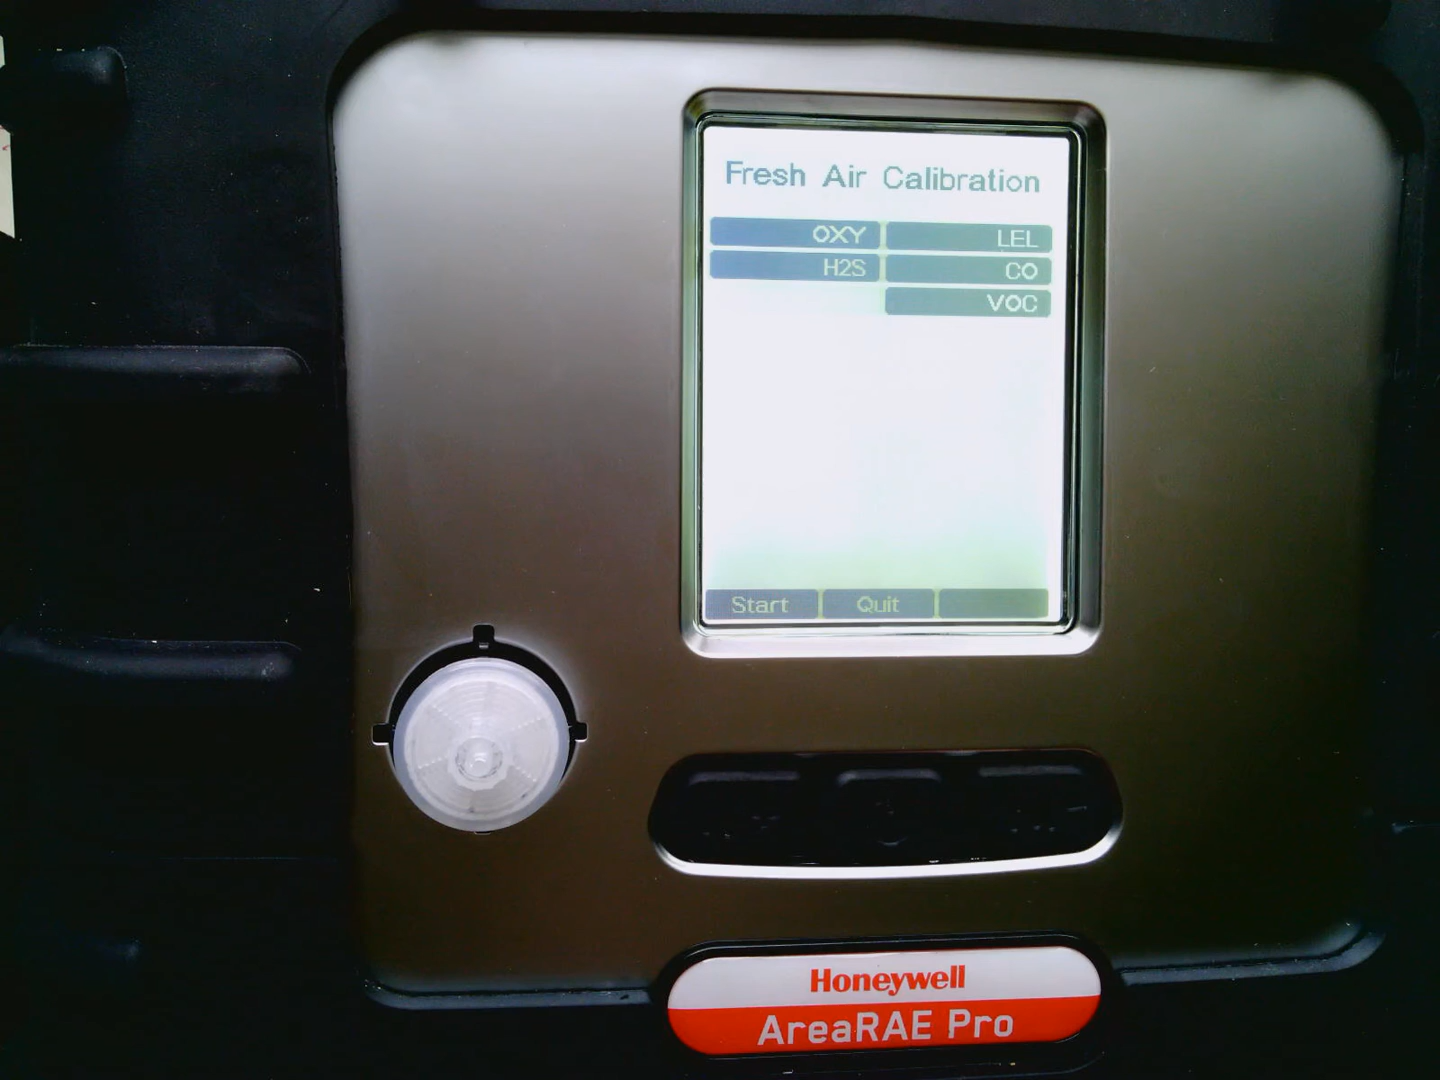 Fresh Air Calibration
OXY LEL
H2S CO
VOC
Start Quit
Honeywell
AreaRAE Pro